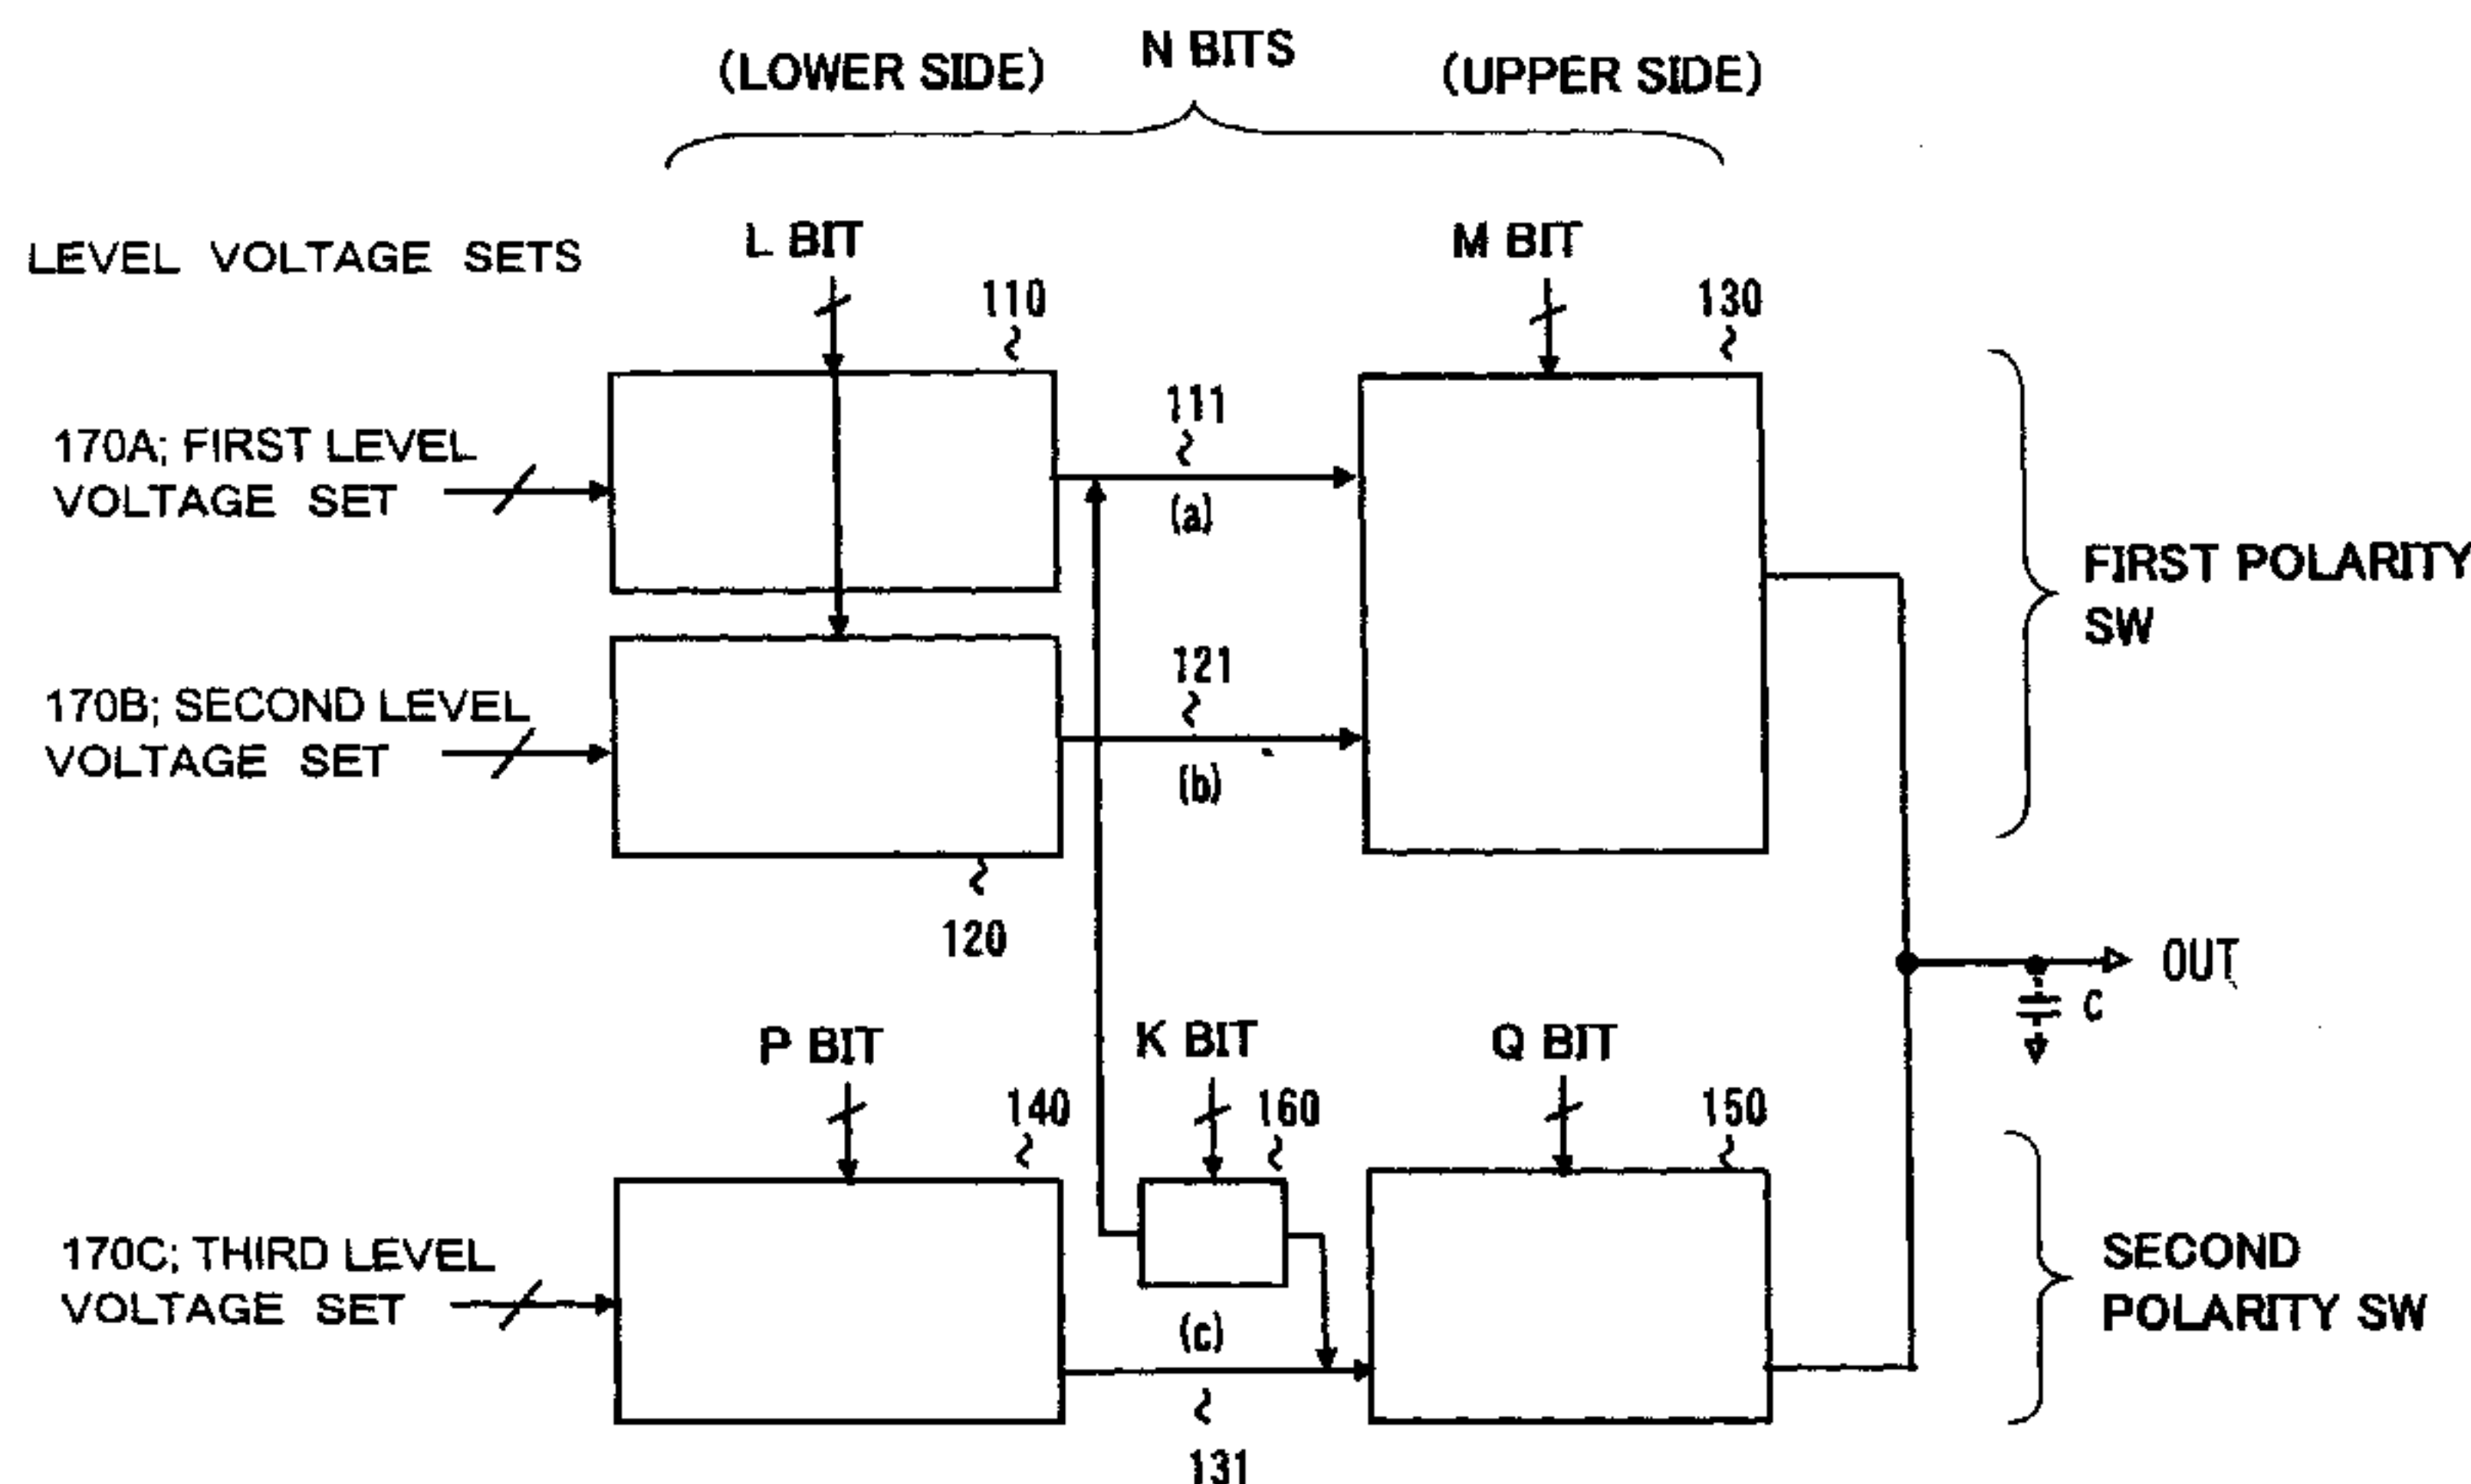 N BITS
(LOWER SIDE)
(UPPER SIDE)
LEVEL VOLTAGE SETS
L BIT
M BIT
110
130
170A; FIRST LEVEL
VOLTAGE SET
111
(a)
FIRST POLARITY
SW
170B; SECOND LEVEL
VOLTAGE SET
121
(b)
120
OUT
C
P BIT
K BIT
Q BIT
140
160
150
170C; THIRD LEVEL
VOLTAGE SET
(c)
SECOND
POLARITY SW
131